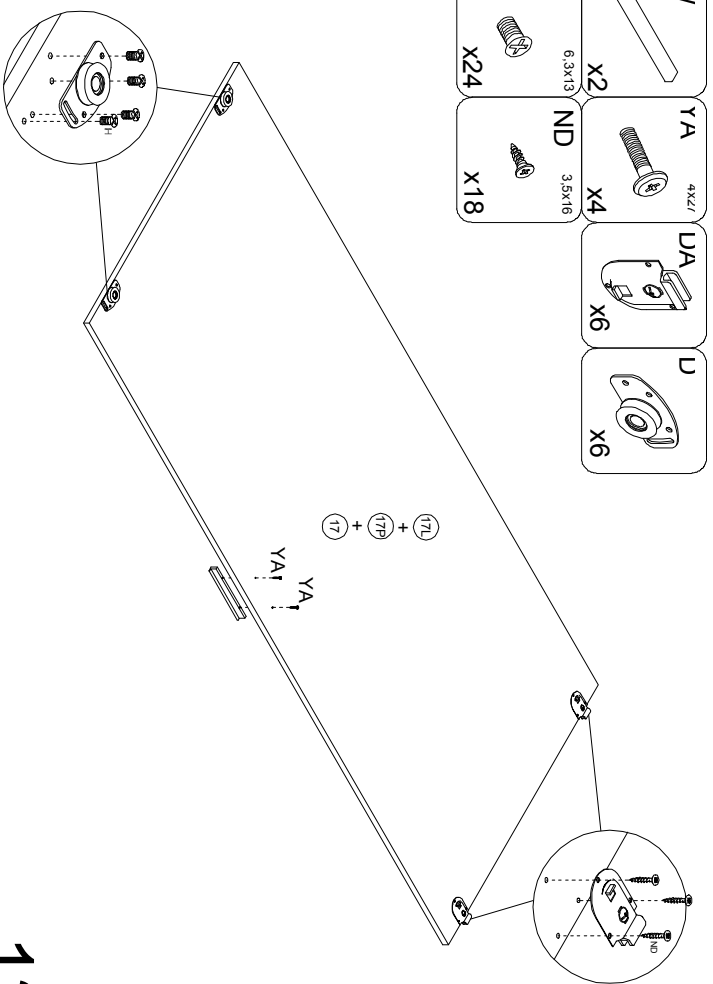 YA 4x27
DA
D
x2
x4
x6
x6
6,3x13
ND 3,5x16
x24
x18
ND
17L
+
17P
+
17
YA
YA
H